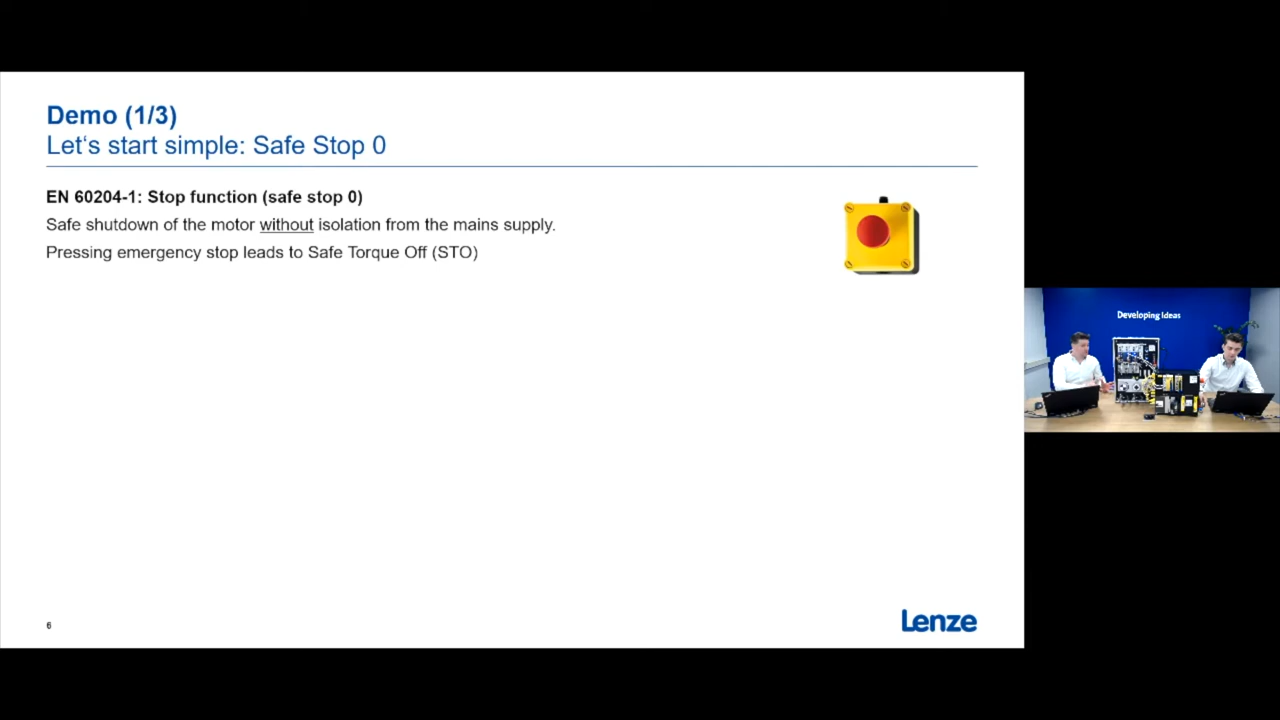 Demo (1/3)
Let‘s start simple: Safe Stop 0
EN 60204-1: Stop function (safe stop 0)
Safe shutdown of the motor without isolation from the mains supply.
Pressing emergency stop leads to Safe Torque Off (STO)
Developing Ideas
6
Lenze